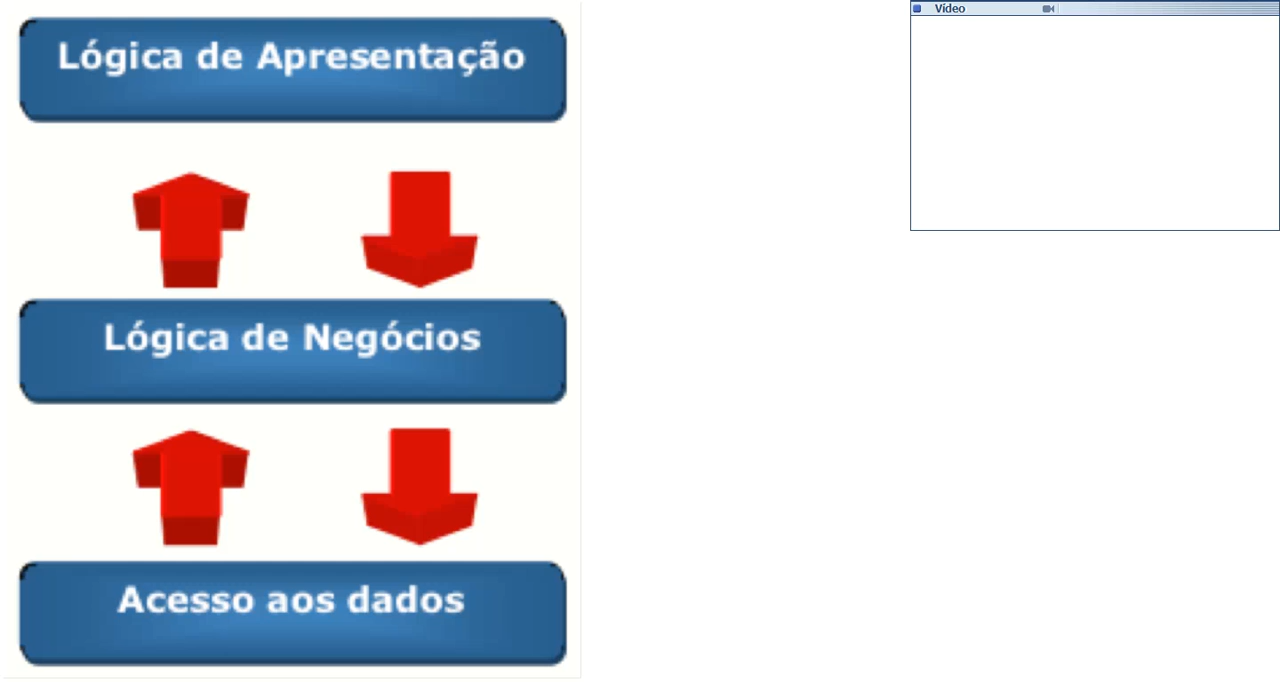 Lógica de Apresentação
Vídeo
Lógica de Negócios
Acesso aos dados